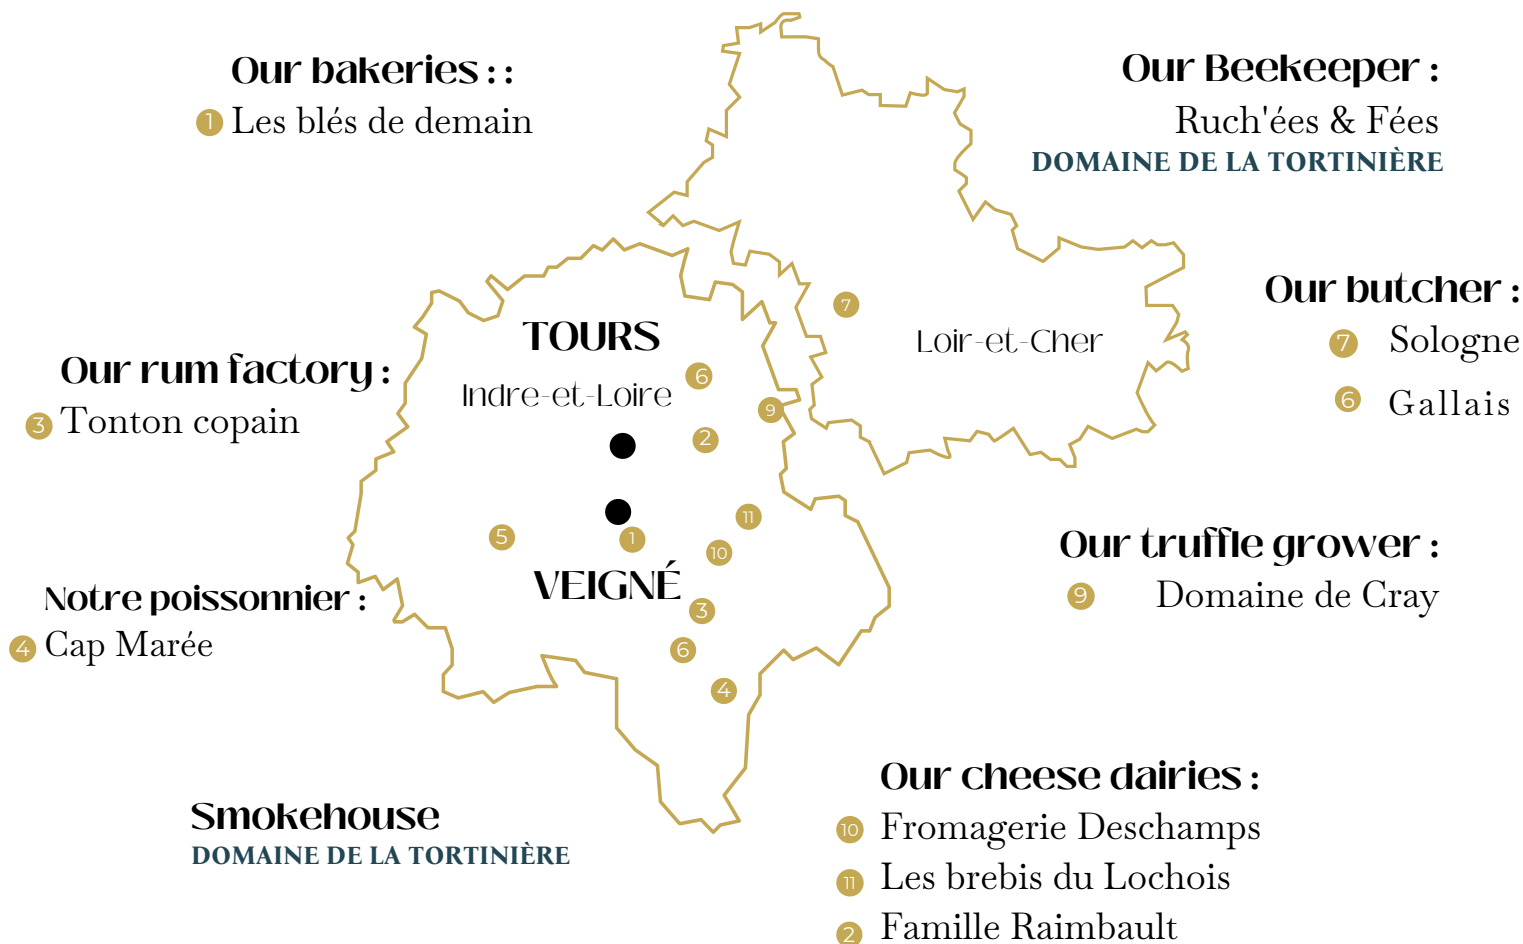 Our bakeries : :
1 Les blés de demain
Our Beekeeper :
Ruch'ées & Fées
DOMAINE DE LA TORTINIÈRE
Our butcher :
7 Sologne
6 Gallais
Our rum factory :
3 Tonton copain
TOURS
Indre-et-Loire
Loir-et-Cher
7
6
9
2
11
5
1
10
VEIGNÉ
3
6
4
Our truffle grower :
9 Domaine de Cray
Notre poissonnier :
4 Cap Marée
Smokehouse
DOMAINE DE LA TORTINIÈRE
Our cheese dairies :
10 Fromagerie Deschamps
11 Les brebis du Lochois
2 Famille Raimbault